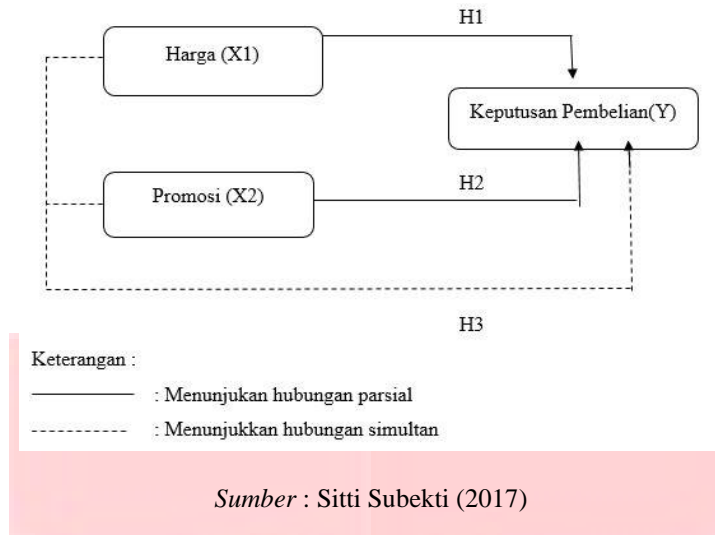 H1
Harga (X1)
Keputusan Pembelian(Y)
H2
Promosi (X2)
H3
Keterangan :
: Menunjukan hubungan parsial
: Menunjukkan hubungan simultan
Sumber : Sitti Subekti (2017)